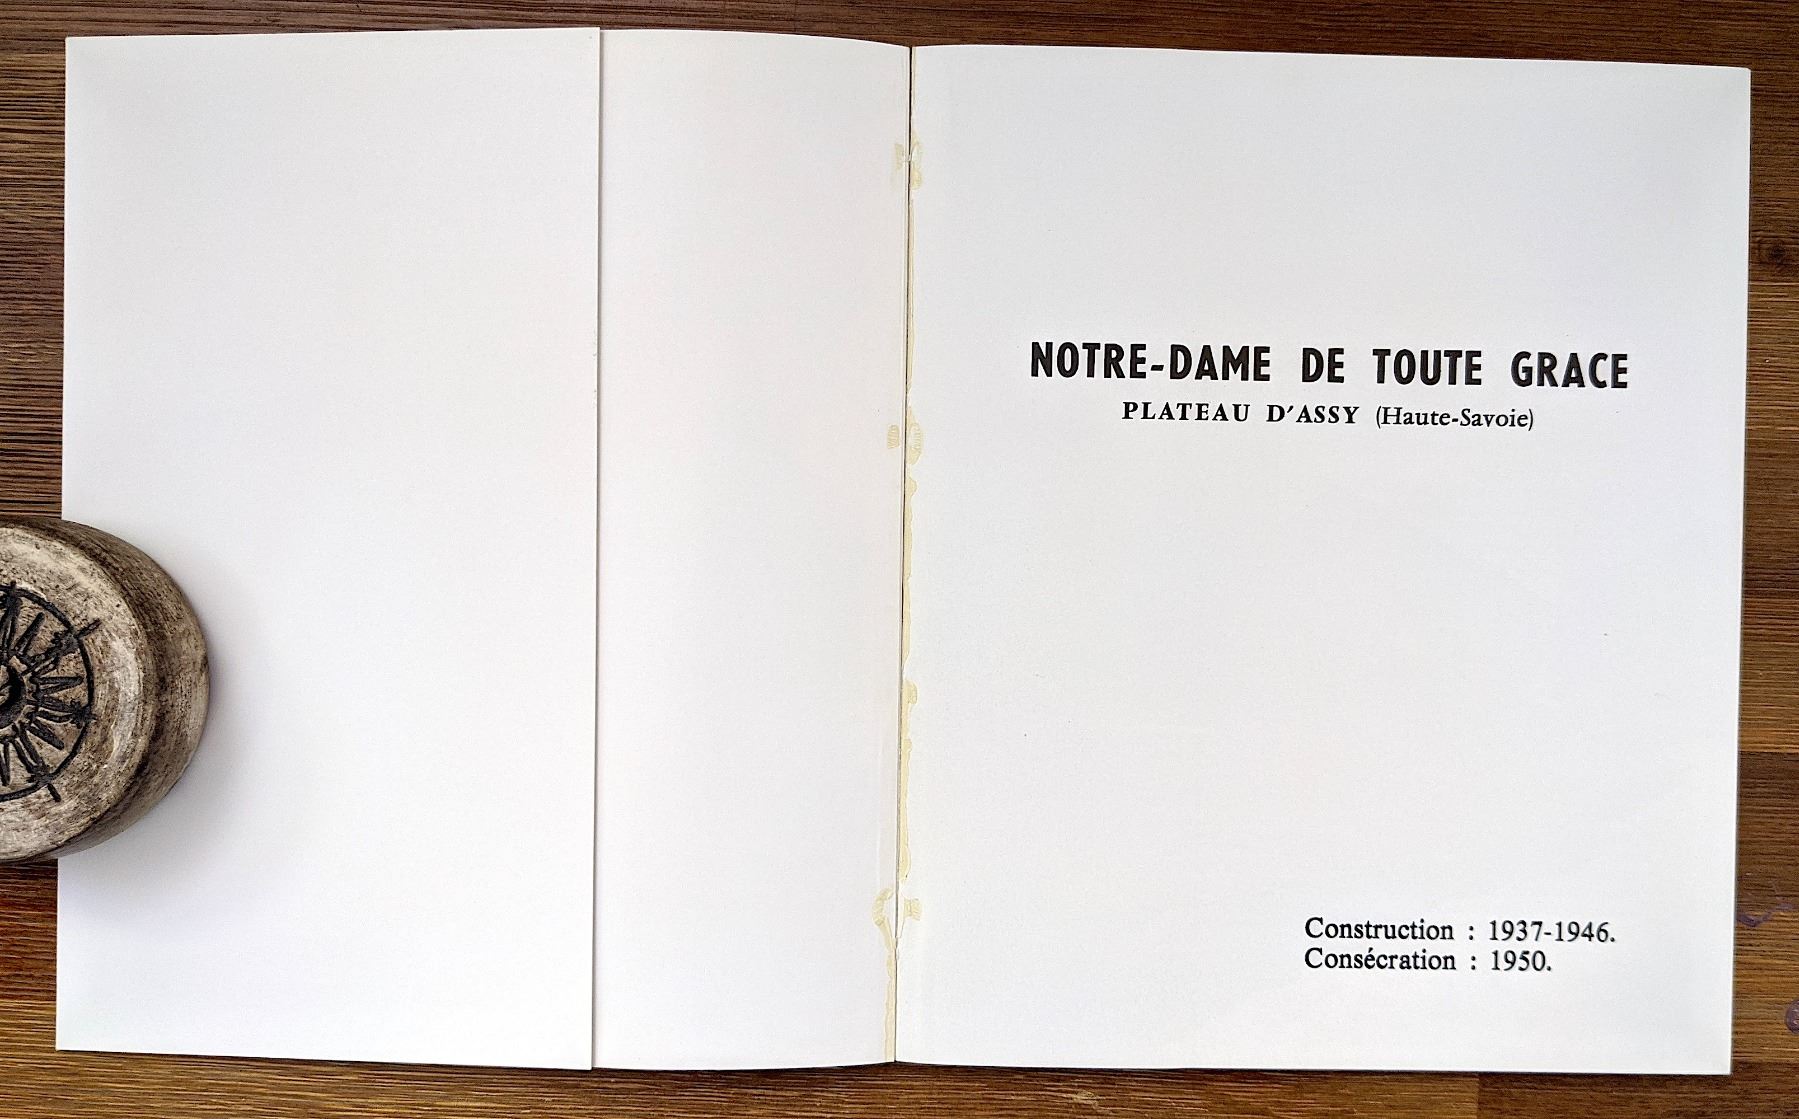 NOTRE-DAME DE TOUTE GRACE
PLATEAU D'ASSY (Haute-Savoie)
Construction : 1937-1946.
Consécration : 1950.